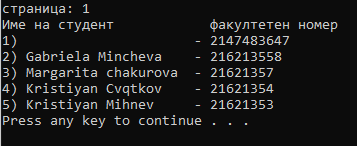 страница: 1
Име на студент            факултетен номер
1)                      - 2147483647
2) Gabriela Mincheva    - 216213558
3) Margarita chakurova  - 21621357
4) Kristiyan Cvqtkov    - 21621354
5) Kristiyan Mihnev     - 21621353
Press any key to continue . . .